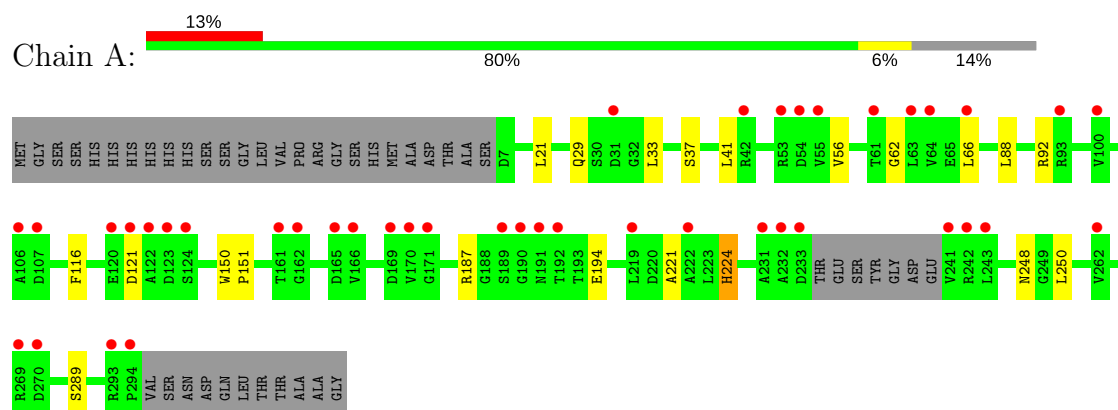 13%
Chain A:
80% 6% 14%
MET GLY SER SER HIS HIS HIS HIS HIS HIS SER SER GLY LEU VAL PRO ARG GLY SER HIS MET ALA ASP THR ALA SER D7 L21 Q29 S30 D31 G32 L33 S37 L41 R42 R53 D54 V55 V56 T61 G62 L63 V64 E65 L66 L88 R92 R93 V100
A106 D107 F116 E120 D121 A122 D123 S124 W150 P151 T161 G162 D165 V166 D169 V170 G171 R187 G188 S189 G190 N191 T192 T193 E194 L219 D220 A221 A222 L223 H224 A231 A232 D233 THR GLU SER TYR GLY ASP GLU V241 R242 L243 N248 G249 L250 V262
R269 D270 S289 R293 P294 VAL SER ASN ASP GLN LEU THR THR ALA ALA GLY